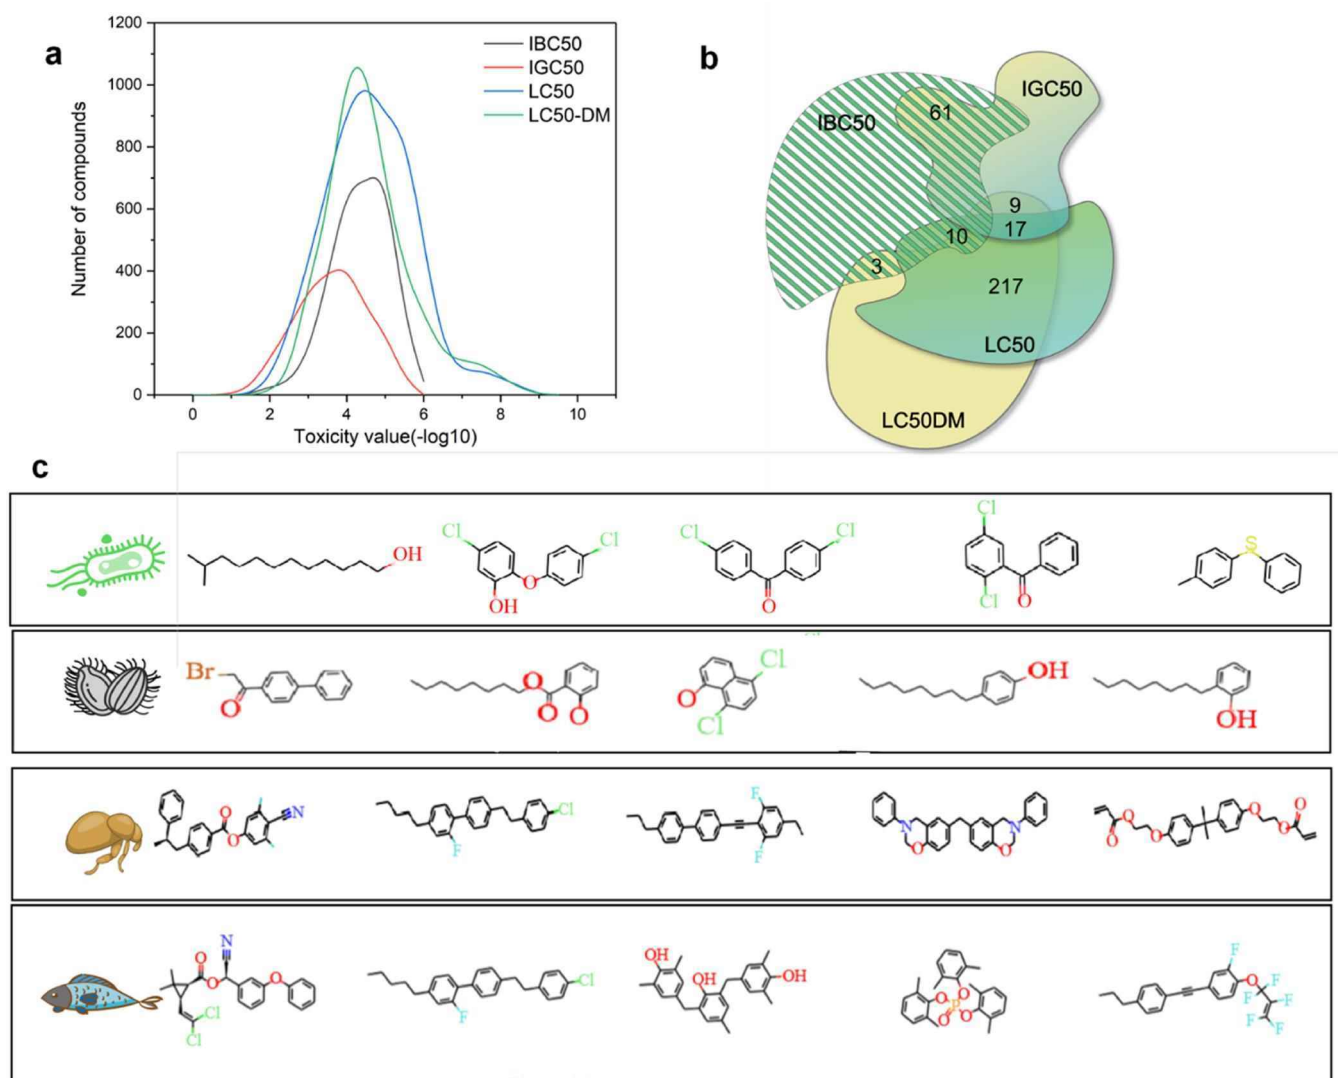 a
1200
1000
800
600
400
200
0
Number of compounds
0 2 4 6 8 10
Toxicity value(-log10)
IBC50
IGC50
LC50
LC50-DM
b
IGC50
61
IBC50
9
17
10
3
217
LC50
LC50DM
c
OH
Cl
Cl
O
OH
Cl
Cl
O
Cl
Cl
O
S
Br
O
O
O
O
Cl
O
Cl
OH
OH
O
O
N
Cl
F
F
F
N
N
O
O
O
O
O
O
O
O
N
O
O
O
Cl
Cl
Cl
F
OH
OH
OH
O
O
P
O
O
F
O
F
F
F
F
F
F